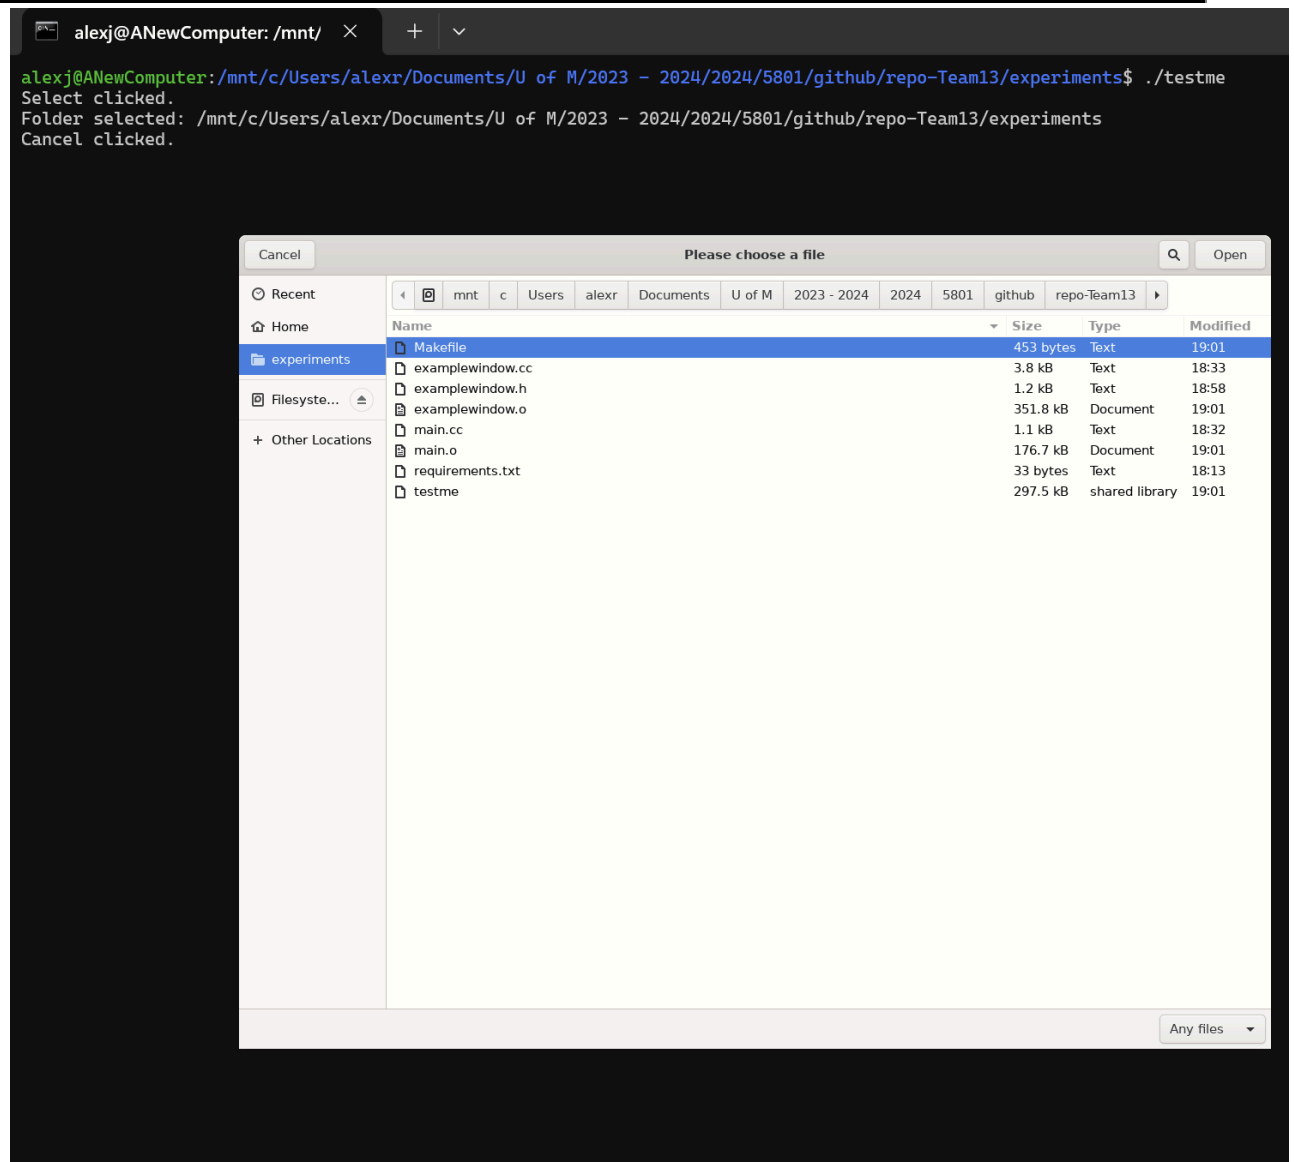 alexj@ANewComputer: /mnt/
alexj@ANewComputer:/mnt/c/Users/alexr/Documents/U of M/2023 - 2024/2024/5801/github/repo-Team13/experiments$ ./testme
Select clicked.
Folder selected: /mnt/c/Users/alexr/Documents/U of M/2023 - 2024/2024/5801/github/repo-Team13/experiments
Cancel clicked.
Cancel Please choose a file Open
Recent
Home
experiments
Filesyste...
+ Other Locations
mnt c Users alexr Documents U of M 2023 - 2024 2024 5801 github repo-Team13
Name Size Type Modified
Makefile 453 bytes Text 19:01
examplewindow.cc 3.8 kB Text 18:33
examplewindow.h 1.2 kB Text 18:58
examplewindow.o 351.8 kB Document 19:01
main.cc 1.1 kB Text 18:32
main.o 176.7 kB Document 19:01
requirements.txt 33 bytes Text 18:13
testme 297.5 kB shared library 19:01
Any files